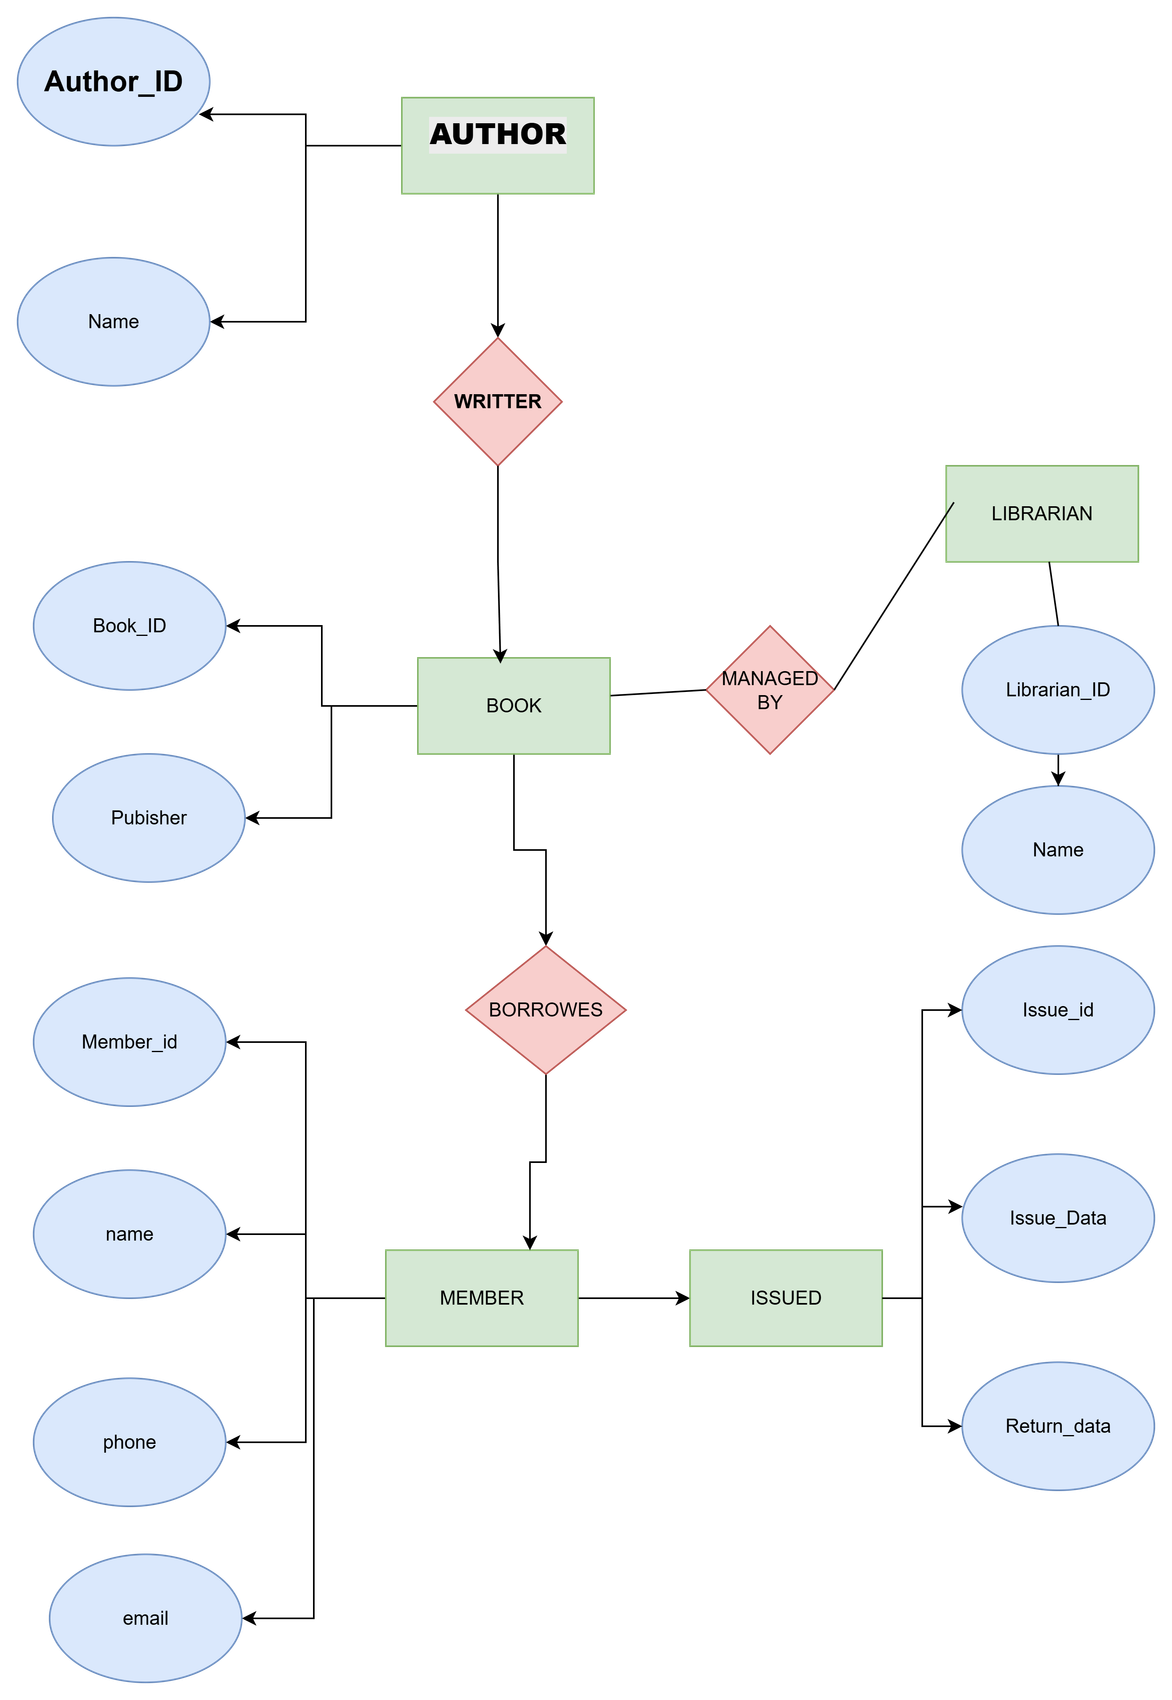 Author_ID
AUTHOR
Name
WRITTER
LIBRARIAN
Book_ID
Librarian_ID
MANAGED
BY
BOOK
Pubisher
Name
BORROWES
Issue_id
Member_id
Issue_Data
name
MEMBER
ISSUED
Return_data
phone
email